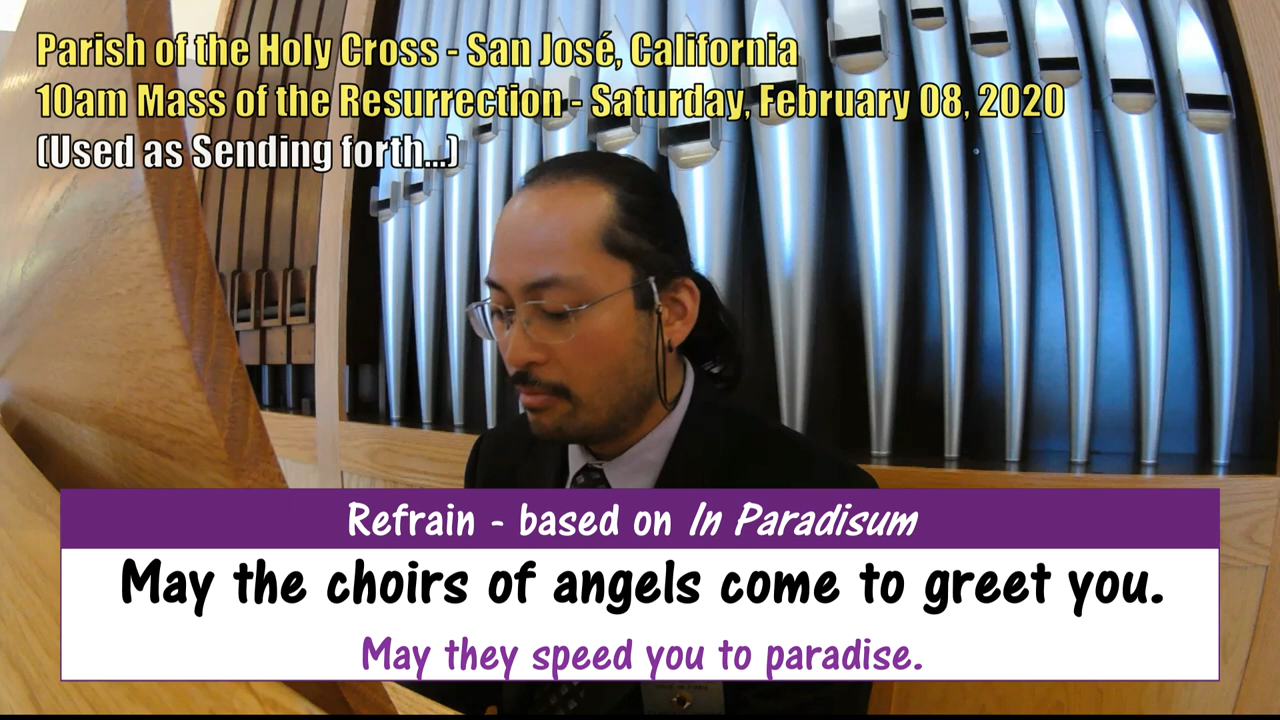 Parish of the Holy Cross - San José, California
10am Mass of the Resurrection - Saturday, February 08, 2020
(Used as Sending forth...)
Refrain - based on In Paradisum
May the choirs of angels come to greet you.
May they speed you to paradise.